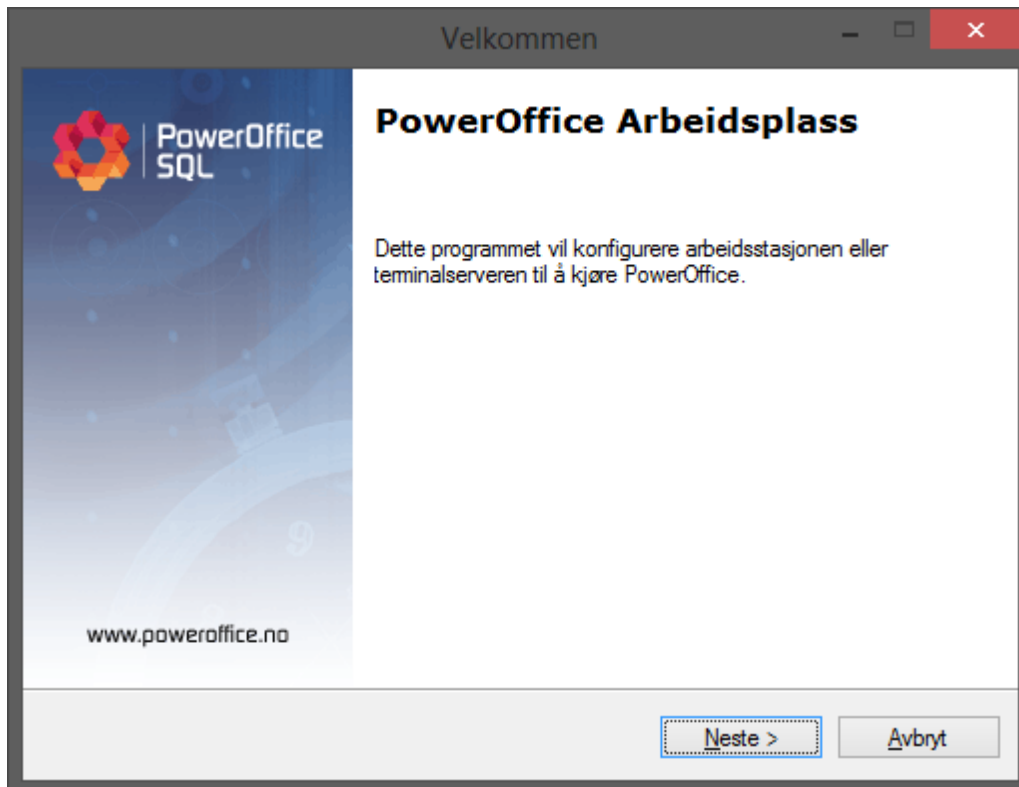 Velkommen
PowerOffice
SQL
PowerOffice Arbeidsplass
Dette programmet vil konfigurere arbeidsstasjonen eller
terminalserveren til å kjøre PowerOffice.
9
www.poweroffice.no
Neste >
Avbryt